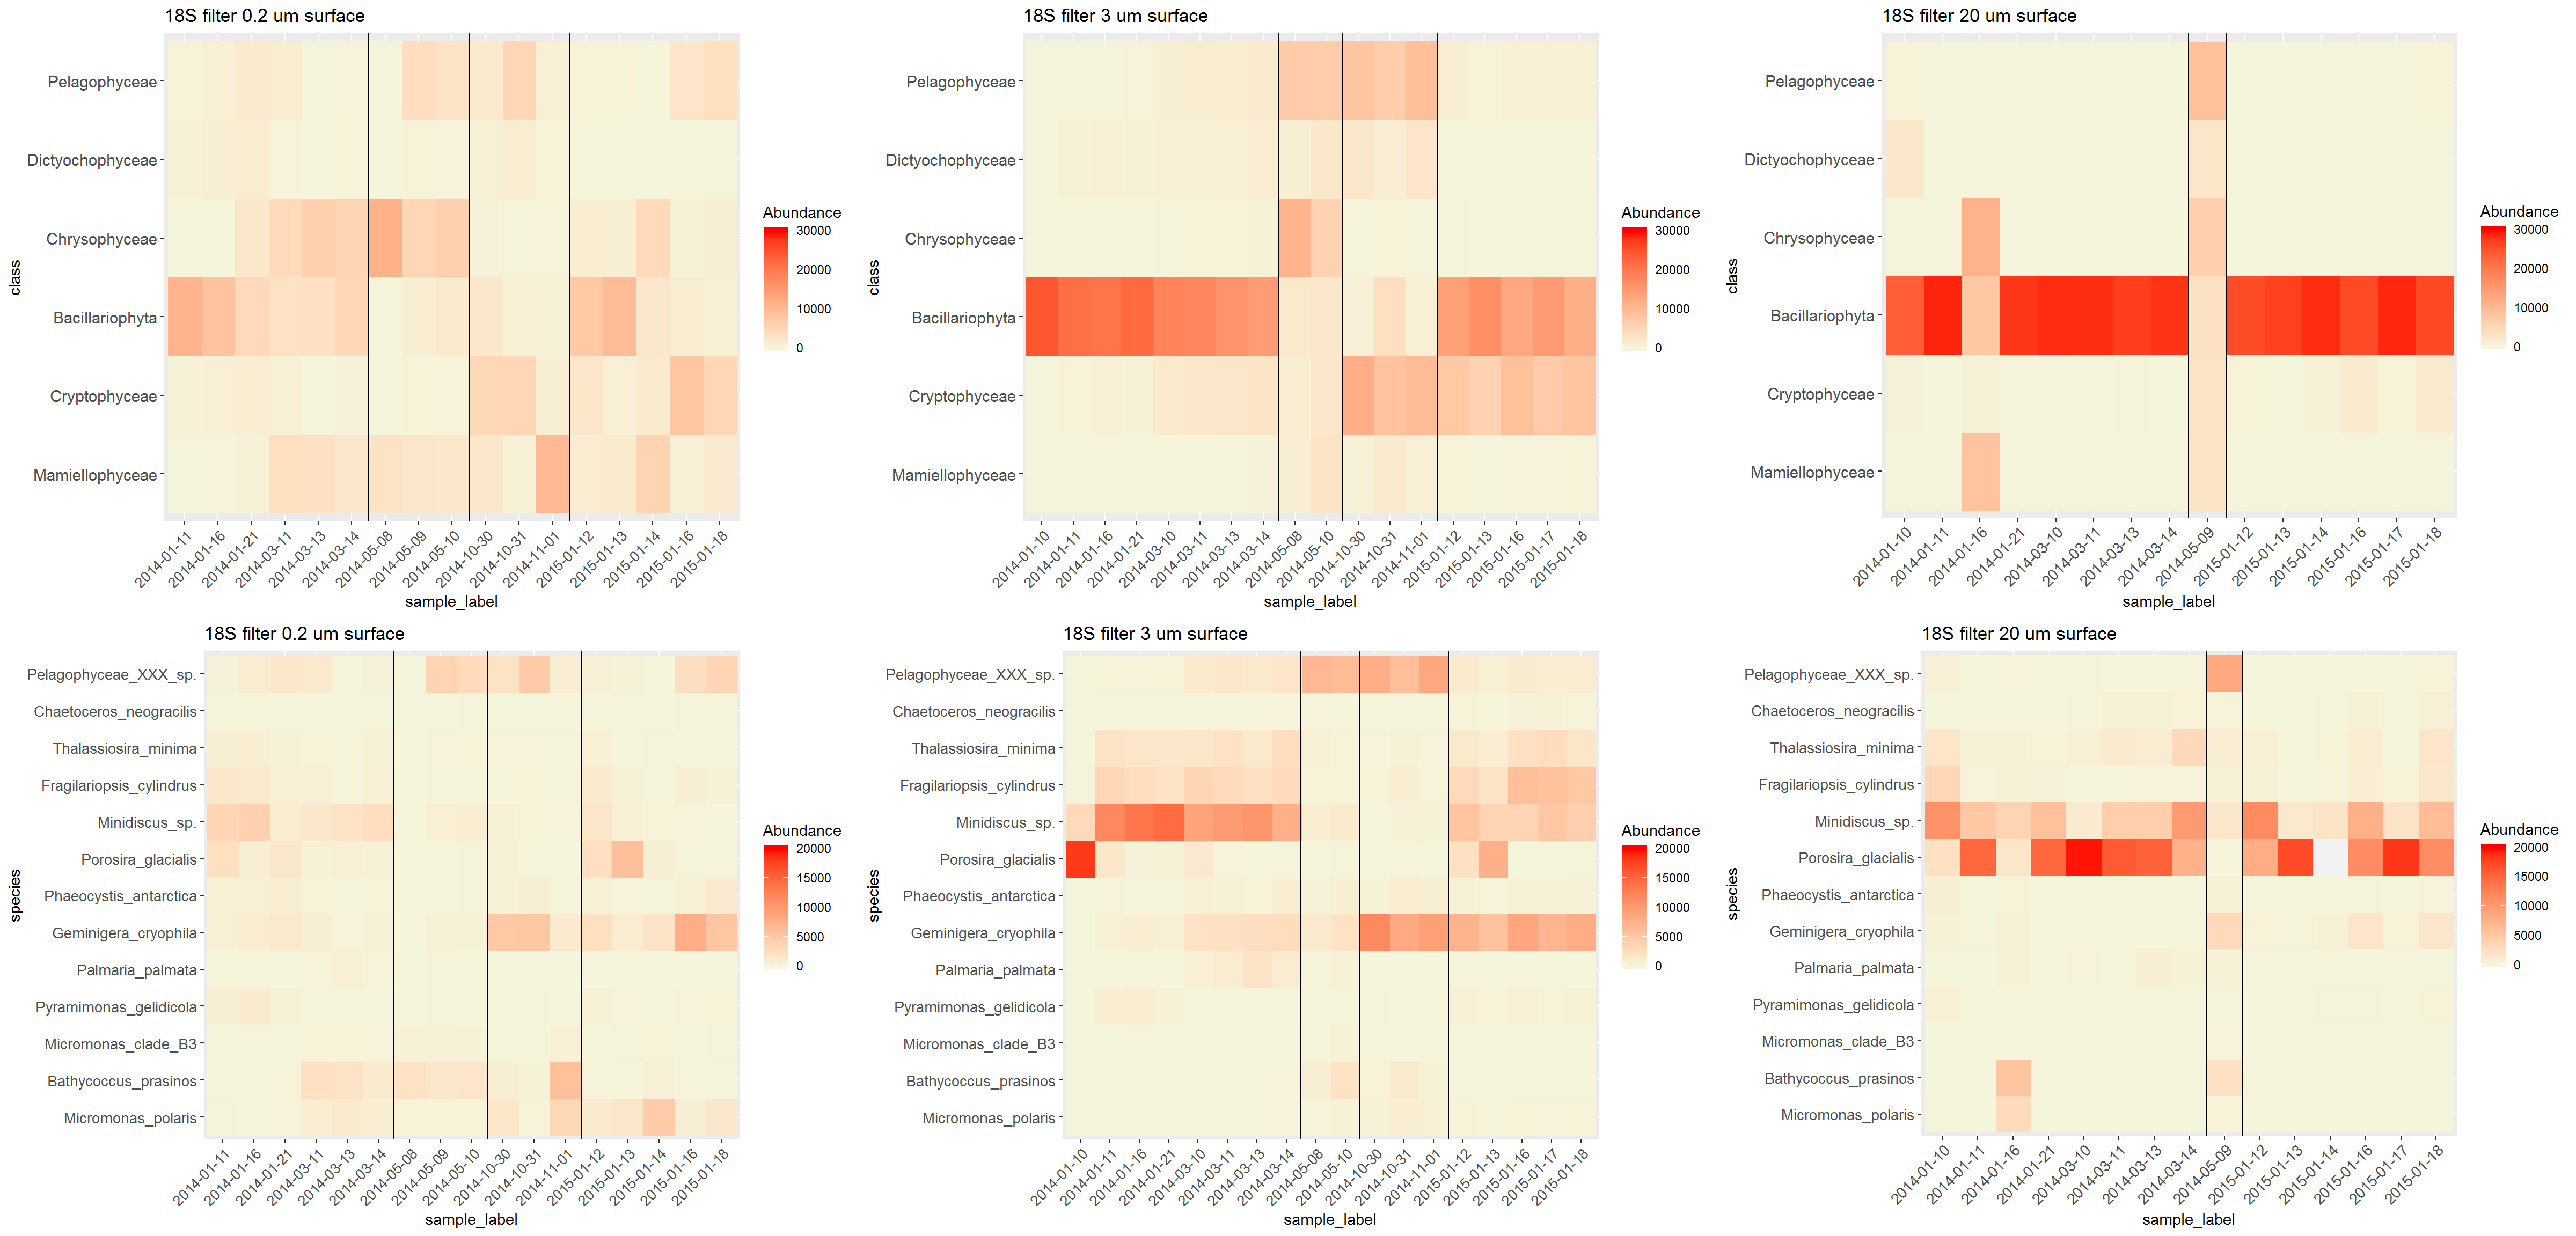 18S filter 0.2 um surface
class
Pelagophyceae
Dictyochophyceae
Chrysophyceae
Bacillariophyta
Cryptophyceae
Mamiellophyceae
2014-01-11
2014-01-16
2014-01-21
2014-03-11
2014-03-13
2014-03-14
2014-05-08
2014-05-09
2014-05-10
2014-10-30
2014-10-31
2014-11-01
2015-01-12
2015-01-13
2015-01-14
2015-01-16
2015-01-18
sample_label
Abundance
30000
20000
10000
0
18S filter 3 um surface
class
Pelagophyceae
Dictyochophyceae
Chrysophyceae
Bacillariophyta
Cryptophyceae
Mamiellophyceae
2014-01-10
2014-01-11
2014-01-16
2014-01-21
2014-03-10
2014-03-11
2014-03-13
2014-03-14
2014-05-08
2014-05-10
2014-10-30
2014-10-31
2014-11-01
2015-01-12
2015-01-13
2015-01-16
2015-01-17
2015-01-18
sample_label
Abundance
30000
20000
10000
0
18S filter 20 um surface
class
Pelagophyceae
Dictyochophyceae
Chrysophyceae
Bacillariophyta
Cryptophyceae
Mamiellophyceae
2014-01-10
2014-01-11
2014-01-16
2014-01-21
2014-03-10
2014-03-11
2014-03-13
2014-03-14
2014-05-09
2015-01-12
2015-01-13
2015-01-14
2015-01-16
2015-01-17
2015-01-18
sample_label
Abundance
30000
20000
10000
0
18S filter 0.2 um surface
species
Pelagophyceae_XXX_sp.
Chaetoceros_neogracilis
Thalassiosira_minima
Fragilariopsis_cylindrus
Minidiscus_sp.
Porosira_glacialis
Phaeocystis_antarctica
Geminigera_cryophila
Palmaria_palmata
Pyramimonas_gelidicola
Micromonas_clade_B3
Bathycoccus_prasinos
Micromonas_polaris
2014-01-11
2014-01-16
2014-01-21
2014-03-11
2014-03-13
2014-03-14
2014-05-08
2014-05-09
2014-05-10
2014-10-30
2014-10-31
2014-11-01
2015-01-12
2015-01-13
2015-01-14
2015-01-16
2015-01-18
sample_label
Abundance
20000
15000
10000
5000
0
18S filter 3 um surface
species
Pelagophyceae_XXX_sp.
Chaetoceros_neogracilis
Thalassiosira_minima
Fragilariopsis_cylindrus
Minidiscus_sp.
Porosira_glacialis
Phaeocystis_antarctica
Geminigera_cryophila
Palmaria_palmata
Pyramimonas_gelidicola
Micromonas_clade_B3
Bathycoccus_prasinos
Micromonas_polaris
2014-01-10
2014-01-11
2014-01-16
2014-01-21
2014-03-10
2014-03-11
2014-03-13
2014-03-14
2014-05-08
2014-05-10
2014-10-30
2014-10-31
2014-11-01
2015-01-12
2015-01-13
2015-01-16
2015-01-17
2015-01-18
sample_label
Abundance
20000
15000
10000
5000
0
18S filter 20 um surface
species
Pelagophyceae_XXX_sp.
Chaetoceros_neogracilis
Thalassiosira_minima
Fragilariopsis_cylindrus
Minidiscus_sp.
Porosira_glacialis
Phaeocystis_antarctica
Geminigera_cryophila
Palmaria_palmata
Pyramimonas_gelidicola
Micromonas_clade_B3
Bathycoccus_prasinos
Micromonas_polaris
2014-01-10
2014-01-11
2014-01-16
2014-01-21
2014-03-10
2014-03-11
2014-03-13
2014-03-14
2014-05-09
2015-01-12
2015-01-13
2015-01-14
2015-01-16
2015-01-17
2015-01-18
sample_label
Abundance
20000
15000
10000
5000
0